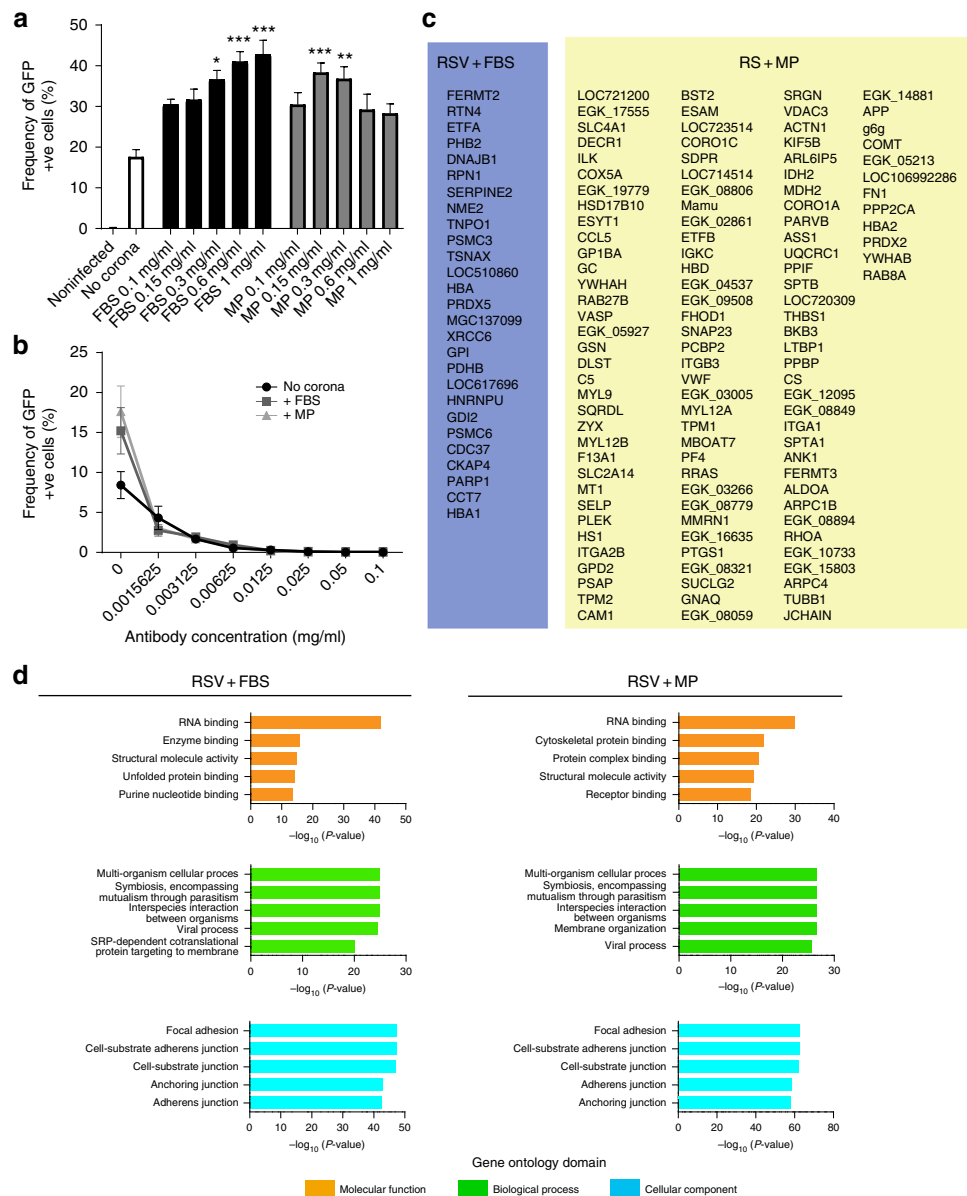 a
Frequency of GFP
+ve cells (%)
50
40
30
20
10
0
*
***
***
***
**
Noninfected
No corona
FBS 0.1 mg/ml
FBS 0.15 mg/ml
FBS 0.3 mg/ml
FBS 0.6 mg/ml
FBS 1 mg/ml
MP 0.1 mg/ml
MP 0.15 mg/ml
MP 0.3 mg/ml
MP 0.6 mg/ml
MP 1 mg/ml
b
Frequency of GFP
+ve cells (%)
25
20
15
10
5
0
No corona
+ FBS
+ MP
0
0.0015625
0.003125
0.00625
0.0125
0.025
0.05
0.1
Antibody concentration (mg/ml)
c
RSV + FBS
FERMT2
RTN4
ETFA
PHB2
DNAJB1
RPN1
SERPINE2
NME2
TNPO1
PSMC3
TSNAX
LOC510860
HBA
PRDX5
MGC137099
XRCC6
GPI
PDHB
LOC617696
HNRNPU
GDI2
PSMC6
CDC37
CKAP4
PARP1
CCT7
HBA1
RS + MP
LOC721200
EGK_17555
SLC4A1
DECR1
ILK
COX5A
EGK_19779
HSD17B10
ESYT1
CCL5
GP1BA
GC
YWHAH
RAB27B
VASP
EGK_05927
GSN
DLST
C5
MYL9
SQRDL
ZYX
MYL12B
F13A1
SLC2A14
MT1
SELP
PLEK
HS1
ITGA2B
GPD2
PSAP
TPM2
CAM1
BST2
ESAM
LOC723514
CORO1C
SDPR
LOC714514
EGK_08806
Mamu
EGK_02861
ETFB
IGKC
HBD
EGK_04537
EGK_09508
FHOD1
SNAP23
PCBP2
ITGB3
VWF
EGK_03005
MYL12A
TPM1
MBOAT7
PF4
RRAS
EGK_03266
EGK_08779
MMRN1
EGK_16635
PTGS1
EGK_08321
SUCLG2
GNAQ
EGK_08059
SRGN
VDAC3
ACTN1
KIF5B
ARL6IP5
IDH2
MDH2
CORO1A
PARVB
ASS1
UQCRC1
PPIF
SPTB
LOC720309
THBS1
BKB3
LTBP1
PPBP
CS
EGK_12095
EGK_08849
ITGA1
SPTA1
ANK1
FERMT3
ALDOA
ARPC1B
EGK_08894
RHOA
EGK_10733
EGK_15803
ARPC4
TUBB1
JCHAIN
EGK_14881
APP
g6g
COMT
EGK_05213
LOC106992286
FN1
PPP2CA
HBA2
PRDX2
YWHAB
RAB8A
d
RSV + FBS
RNA binding
Enzyme binding
Structural molecule activity
Unfolded protein binding
Purine nucleotide binding
0 10 20 30 40 50
−log10 (P-value)
Multi-organism cellular proces
Symbiosis, encompassing
mutualism through parasitism
Interspecies interaction
between organisms
Viral process
SRP-dependent cotranslational
protein targeting to membrane
0 10 20 30
−log10 (P-value)
Focal adhesion
Cell-substrate adherens junction
Cell-substrate junction
Anchoring junction
Adherens junction
0 10 20 30 40 50
−log10 (P-value)
RSV + MP
RNA binding
Cytoskeletal protein binding
Protein complex binding
Structural molecule activity
Receptor binding
0 10 20 30 40
−log10 (P-value)
Multi-organism cellular proces
Symbiosis, encompassing
mutualism through parasitism
Interspecies interaction
between organisms
Membrane organization
Viral process
0 10 20 30
−log10 (P-value)
Focal adhesion
Cell-substrate adherens junction
Cell-substrate junction
Adherens junction
Anchoring junction
0 20 40 60 80
−log10 (P-value)
Gene ontology domain
Molecular function
Biological process
Cellular component